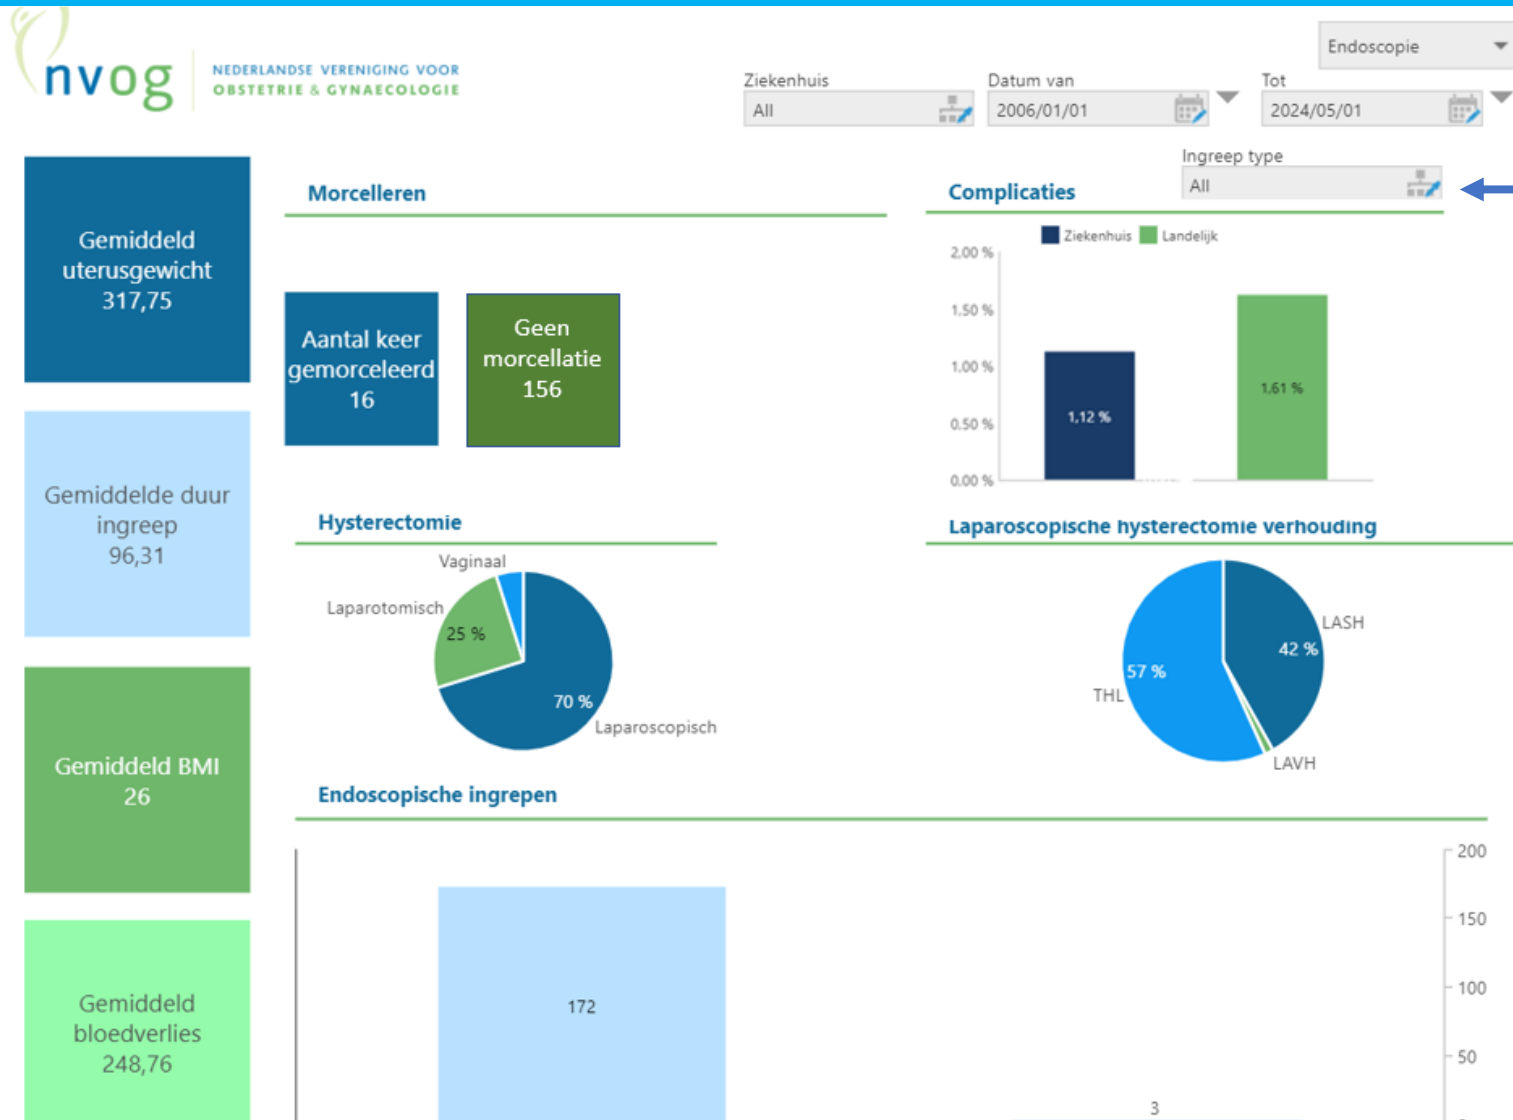 nvog
NEDERLANDSE VERENIGING VOOR
OBSTETRIE & GYNAECOLOGIE
Endoscopie
Ziekenhuis
All
Datum van
2006/01/01
Tot
2024/05/01
Ingreep type
All
Gemiddeld
uterusgewicht
317,75
Gemiddelde duur
ingreep
96,31
Gemiddeld BMI
26
Gemiddeld
bloedverlies
248,76
Morcelleren
Aantal keer
gemorceleerd
16
Geen
morcellatie
156
Complicaties
Ziekenhuis
Landelijk
2,00 %
1,50 %
1,00 %
0,50 %
0,00 %
1,12 %
1,61 %
Hysterectomie
Vaginaal
Laparotomisch
25 %
70 %
Laparoscopisch
Laparoscopische hysterectomie verhouding
LASH
42 %
57 %
THL
LAVH
Endoscopische ingrepen
172
3
200
150
100
50